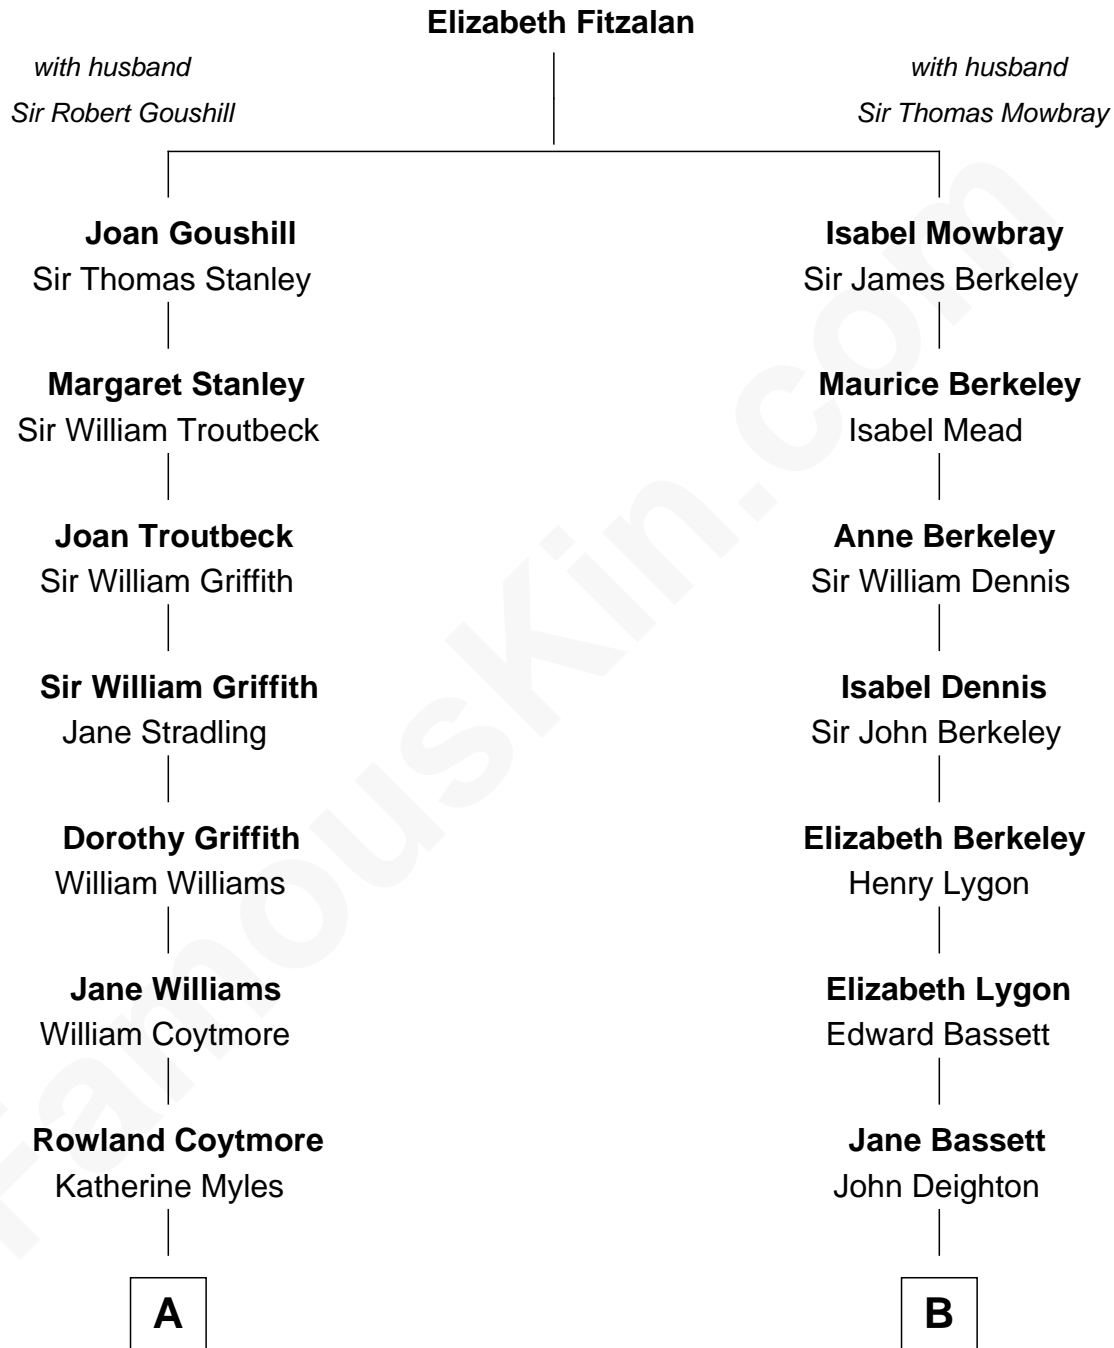 Elizabeth Fitzalan
with husband
Sir Robert Goushill
with husband
Sir Thomas Mowbray
Joan Goushill
Sir Thomas Stanley
Margaret Stanley
Sir William Troutbeck
Joan Troutbeck
Sir William Griffith
Sir William Griffith
Jane Stradling
Dorothy Griffith
William Williams
Jane Williams
William Coytmore
Rowland Coytmore
Katherine Myles
A
Isabel Mowbray
Sir James Berkeley
Maurice Berkeley
Isabel Mead
Anne Berkeley
Sir William Dennis
Isabel Dennis
Sir John Berkeley
Elizabeth Berkeley
Henry Lygon
Elizabeth Lygon
Edward Bassett
Jane Bassett
John Deighton
B
FamousKin.com